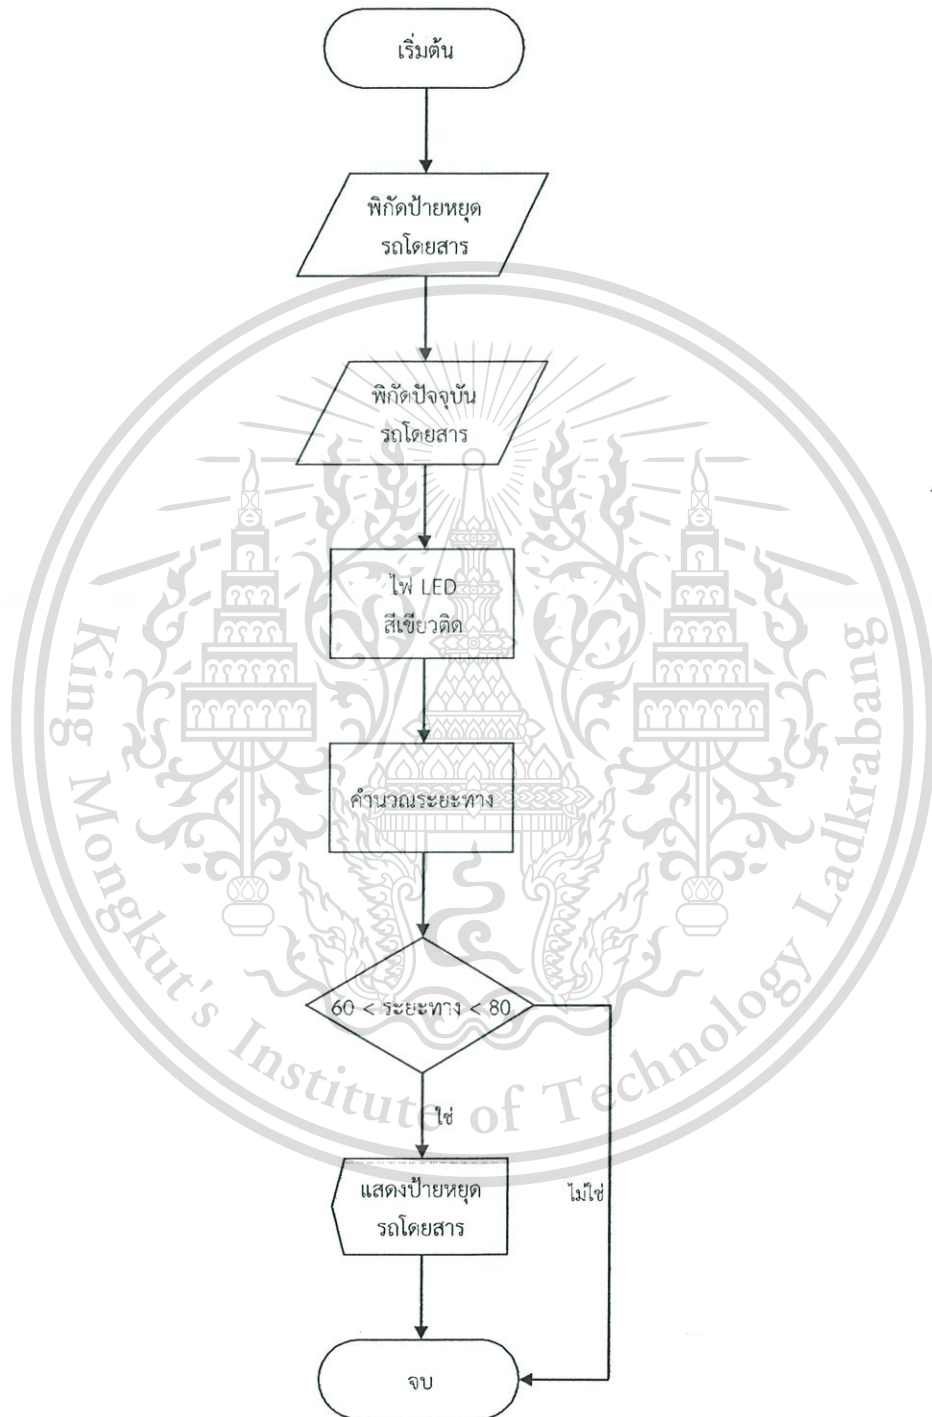 เริ่มต้น
พิกัดป้ายหยุด
รถโดยสาร
พิกัดปัจจุบัน
รถโดยสาร
ไฟ LED
สีเขียวติด
คำนวณระยะทาง
60 < ระยะทาง < 80
ใช่
แสดงป้ายหยุด
รถโดยสาร
ไม่ใช่
จบ
King Mongkut's Institute of Technology Ladkrabang